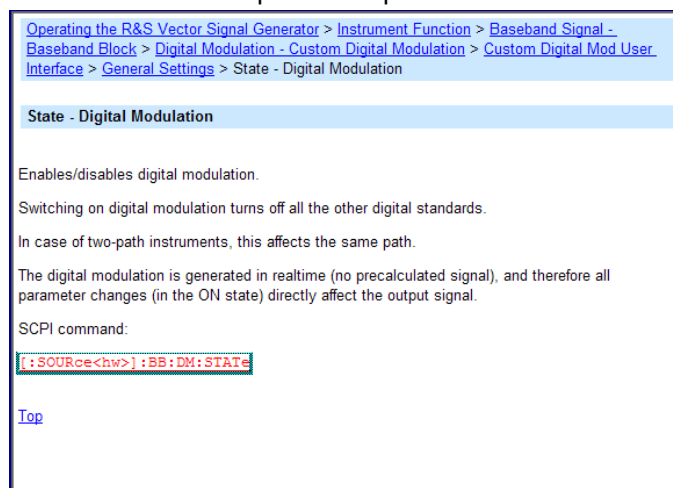 Operating the R&S Vector Signal Generator > Instrument Function > Baseband Signal -
Baseband Block > Digital Modulation - Custom Digital Modulation > Custom Digital Mod User
Interface > General Settings > State - Digital Modulation
State - Digital Modulation
Enables/disables digital modulation.
Switching on digital modulation turns off all the other digital standards.
In case of two-path instruments, this affects the same path.
The digital modulation is generated in realtime (no precalculated signal), and therefore all
parameter changes (in the ON state) directly affect the output signal.
SCPI command:
[:SOURce<hw>]:BB:DM:STATe
Top